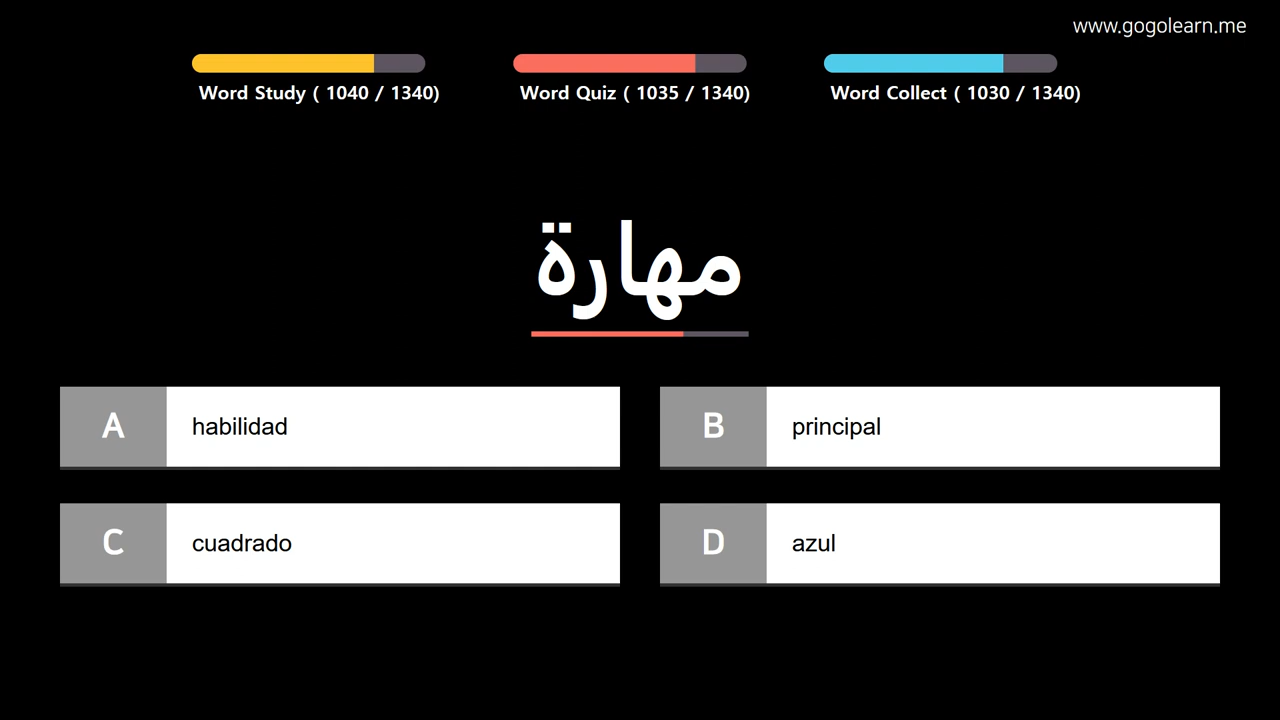 www.gogolearn.me
Word Study ( 1040 / 1340)
Word Quiz ( 1035 / 1340)
Word Collect ( 1030 / 1340)
مهارة
A habilidad
B principal
C cuadrado
D azul